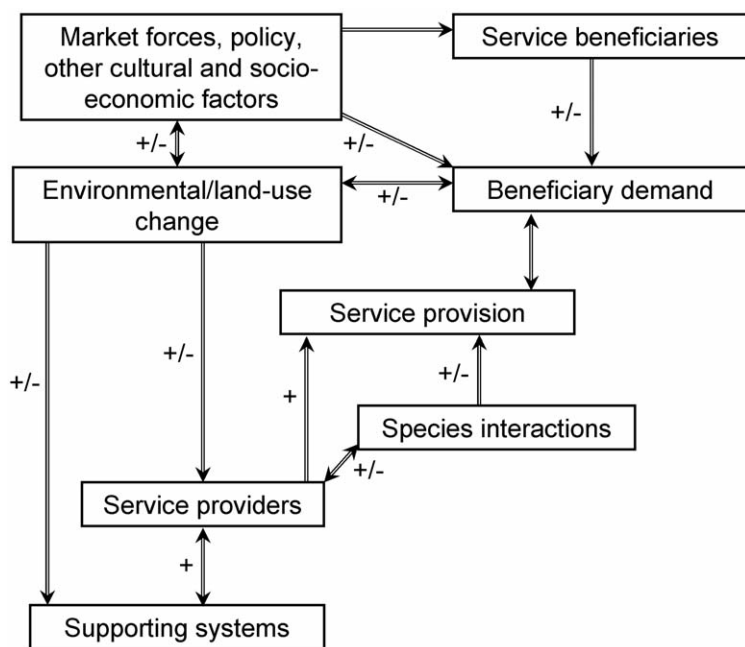 Market forces, policy,
other cultural and socio-
economic factors
Service beneficiaries
+/-
+/-
+/-
Environmental/land-use
change
+/-
Beneficiary demand
Service provision
+/-
+/-
+
+/-
Species interactions
+/-
Service providers
+
Supporting systems